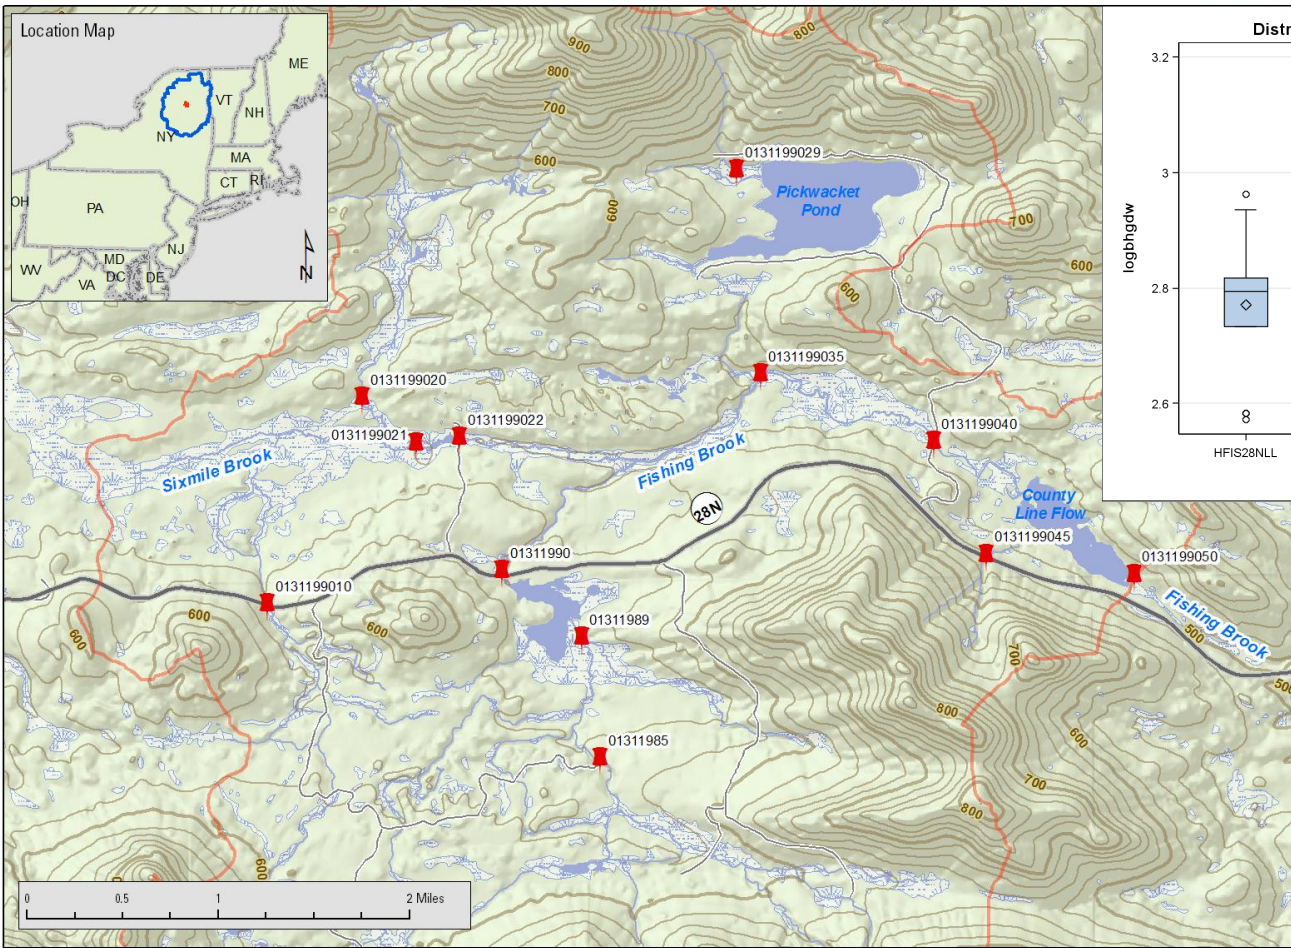 Location Map
ME
VT
NH
NY
MA
CT
RI
PA
OH
NJ
MD
WV
DC
DE
VA
N
900
800
800
700
600
600
0131199029
Pickwacket
Pond
700
600
600
0131199035
0131199020
0131199022
0131199021
0131199040
Sixmile Brook
Fishing Brook
28N
County
Line Flow
01311990
0131199045
0131199050
0131199010
600
600
600
01311989
Fishing Brook
500
500
700
800
600
01311985
700
800
600
0
0.5
1
2 Miles
Distr
3.2
3
2.8
2.6
logbhgdw
HFIS28NLL